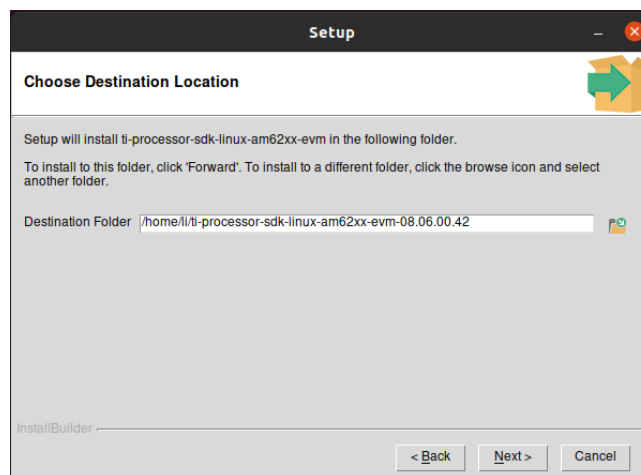 Setup
Choose Destination Location
Setup will install ti-processor-sdk-linux-am62xx-evm in the following folder.
To install to this folder, click 'Forward'. To install to a different folder, click the browse icon and select
another folder.
Destination Folder /home/li/ti-processor-sdk-linux-am62xx-evm-08.06.00.42
InstallBuilder
< Back Next > Cancel